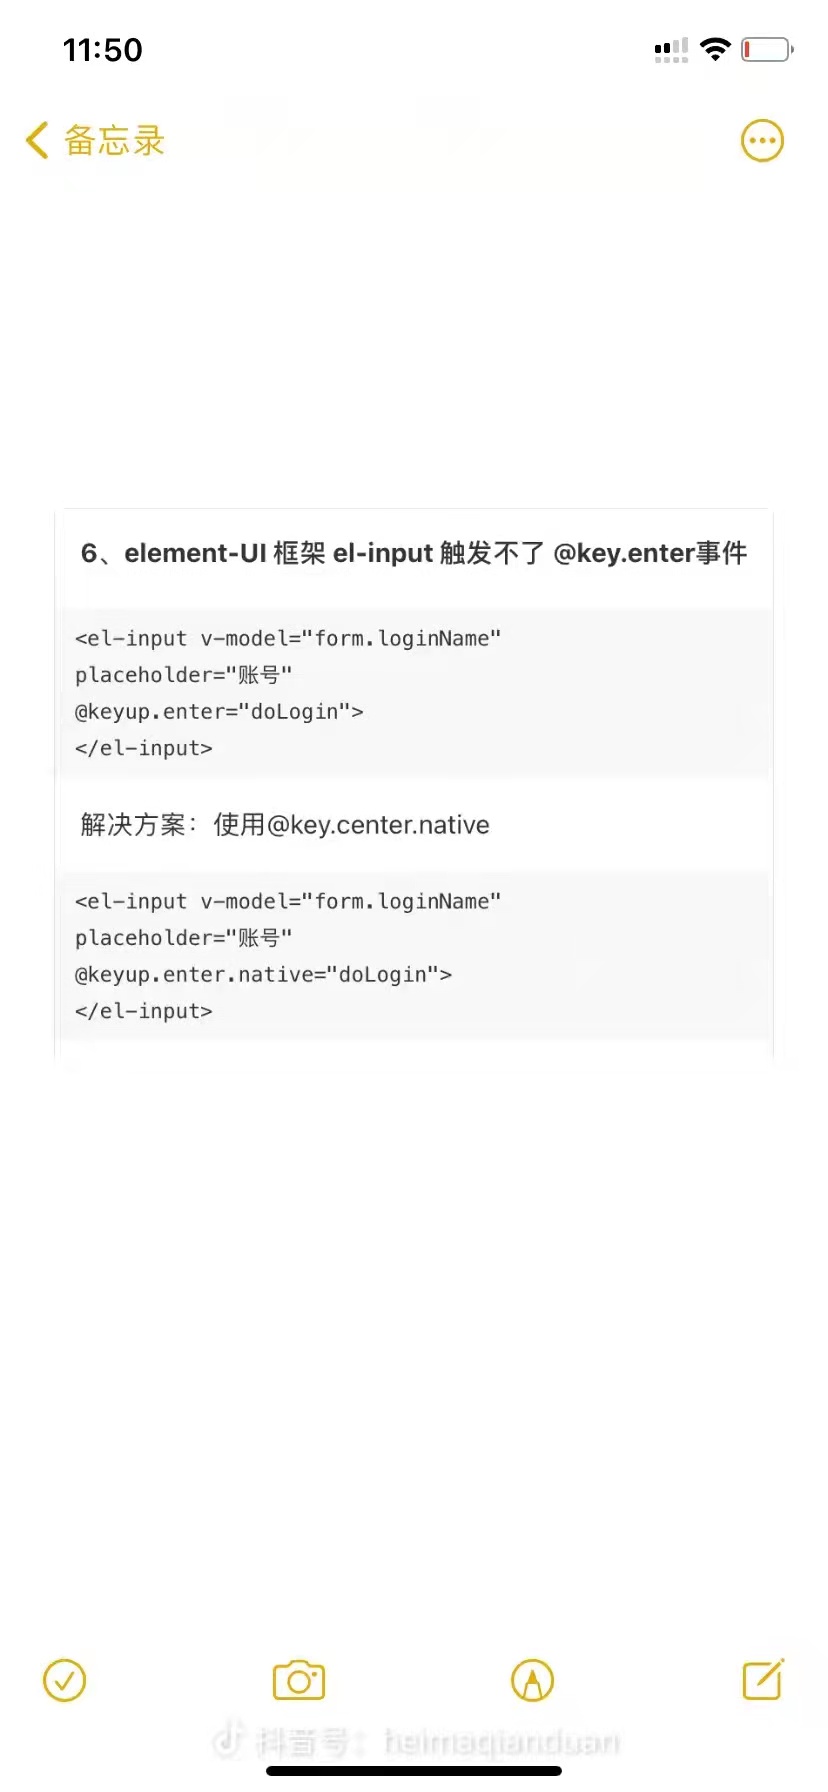 11:50
备忘录
6、element-UI 框架 el-input 触发不了 @key.enter事件
<el-input v-model="form.loginName"
placeholder="账号"
@keyup.enter="doLogin">
</el-input>
解决方案：使用@key.center.native
<el-input v-model="form.loginName"
placeholder="账号"
@keyup.enter.native="doLogin">
</el-input>
抖音号：heimaqianduan